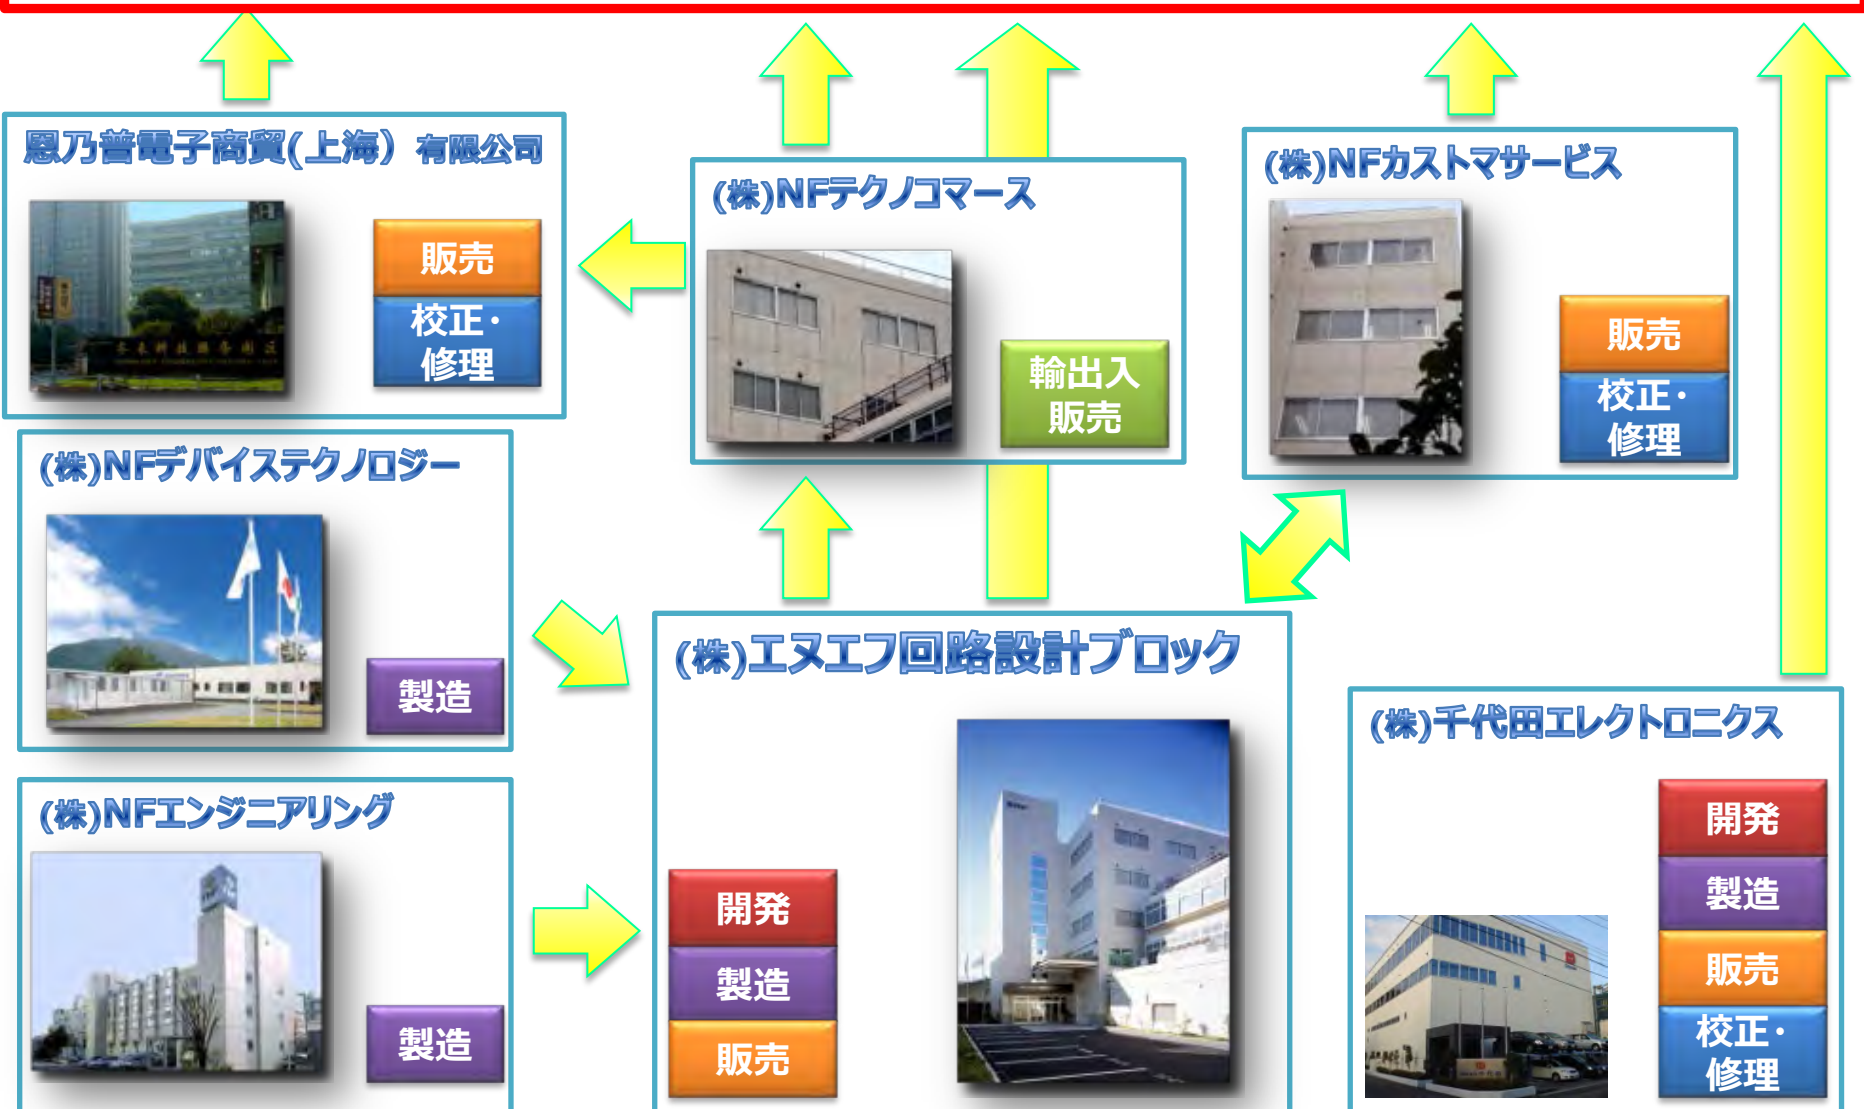 恩乃普電子商貿(上海）有限公司
販売
校正・
修理
(株)NFテクノコマース
輸出入
販売
(株)NFカストマサービス
販売
校正・
修理
(株)NFデバイステクノロジー
製造
(株)エヌエフ回路設計ブロック
開発
製造
販売
(株)千代田エレクトロニクス
開発
製造
販売
校正・
修理
(株)NFエンジニアリング
製造